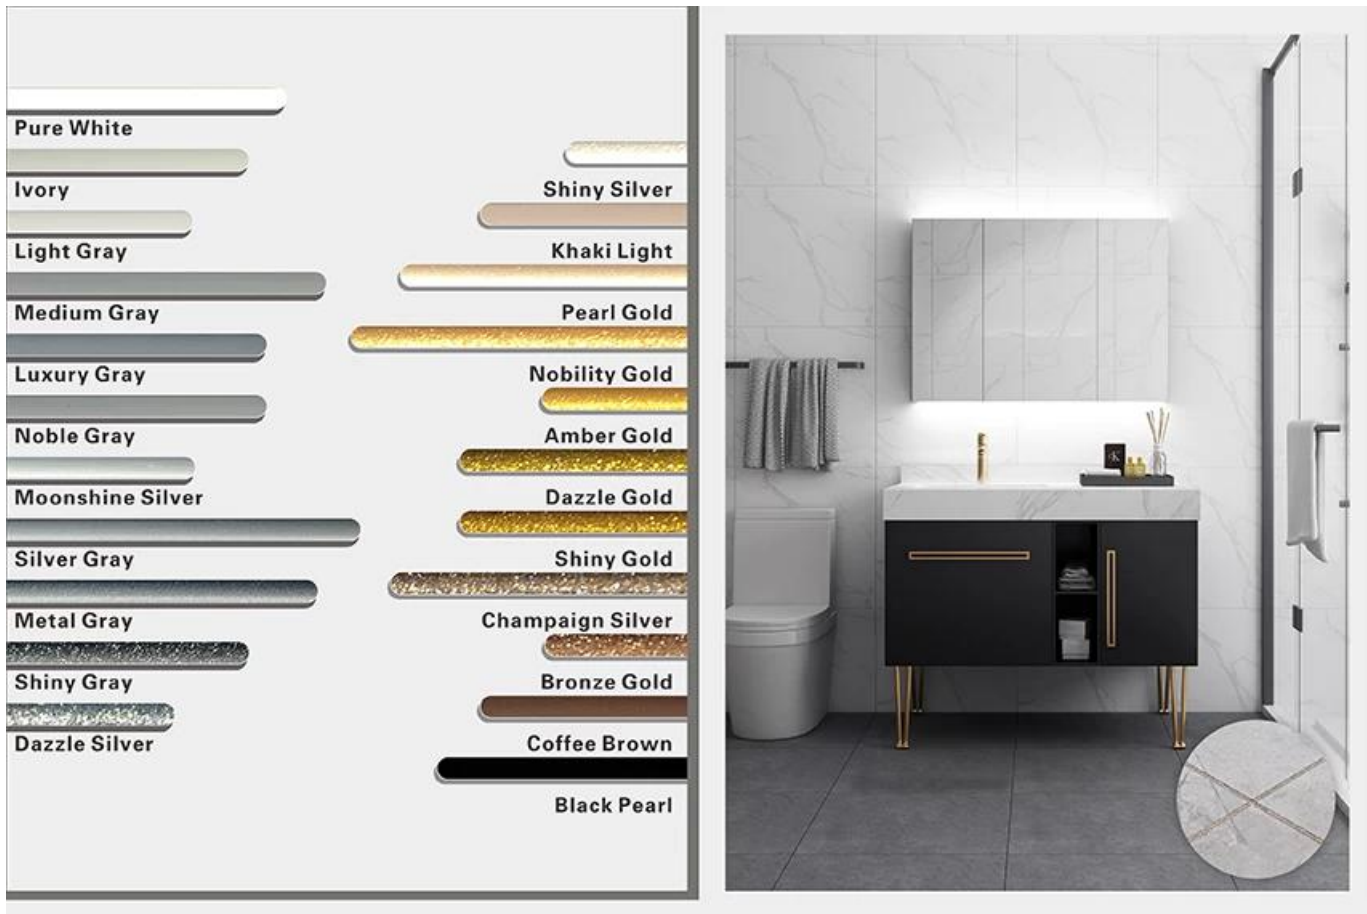 Pure White
Ivory
Light Gray
Medium Gray
Luxury Gray
Noble Gray
Moonshine Silver
Silver Gray
Metal Gray
Shiny Gray
Dazzle Silver
Shiny Silver
Khaki Light
Pearl Gold
Nobility Gold
Amber Gold
Dazzle Gold
Shiny Gold
Champaign Silver
Bronze Gold
Coffee Brown
Black Pearl